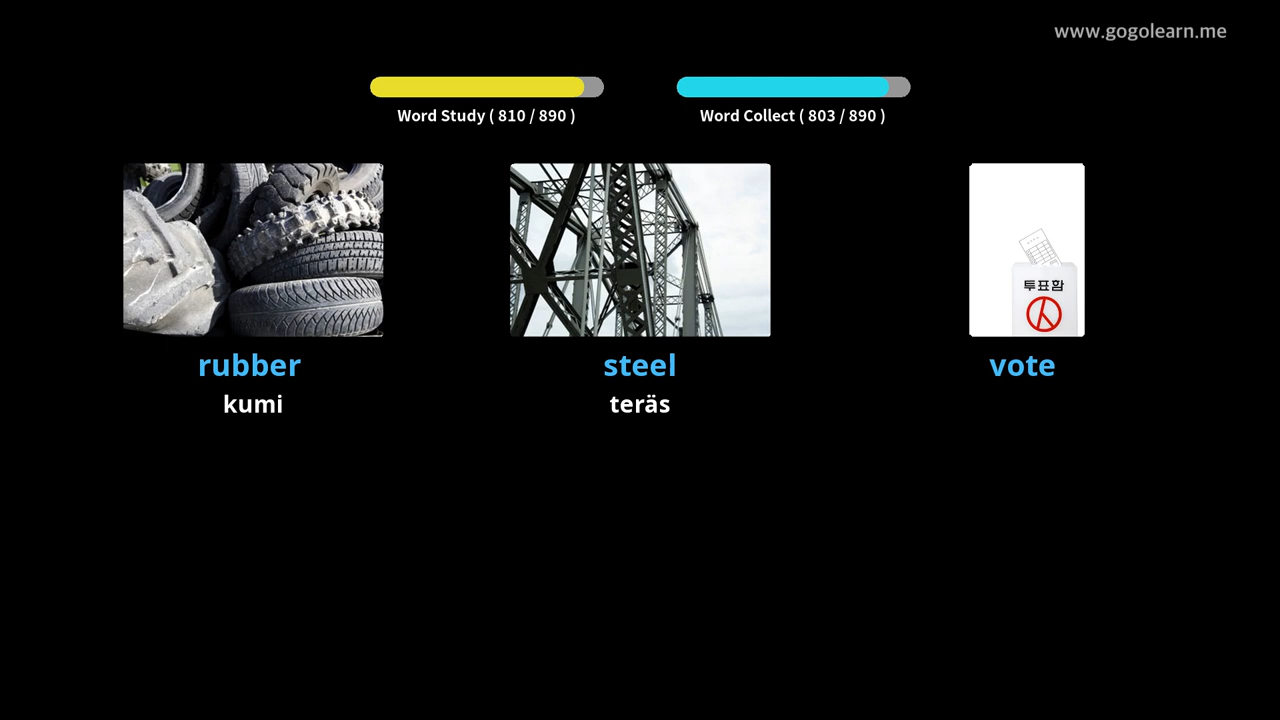 www.gogolearn.me
Word Study ( 810 / 890 )
Word Collect ( 803 / 890 )
투표함
rubber
steel
vote
kumi
teräs